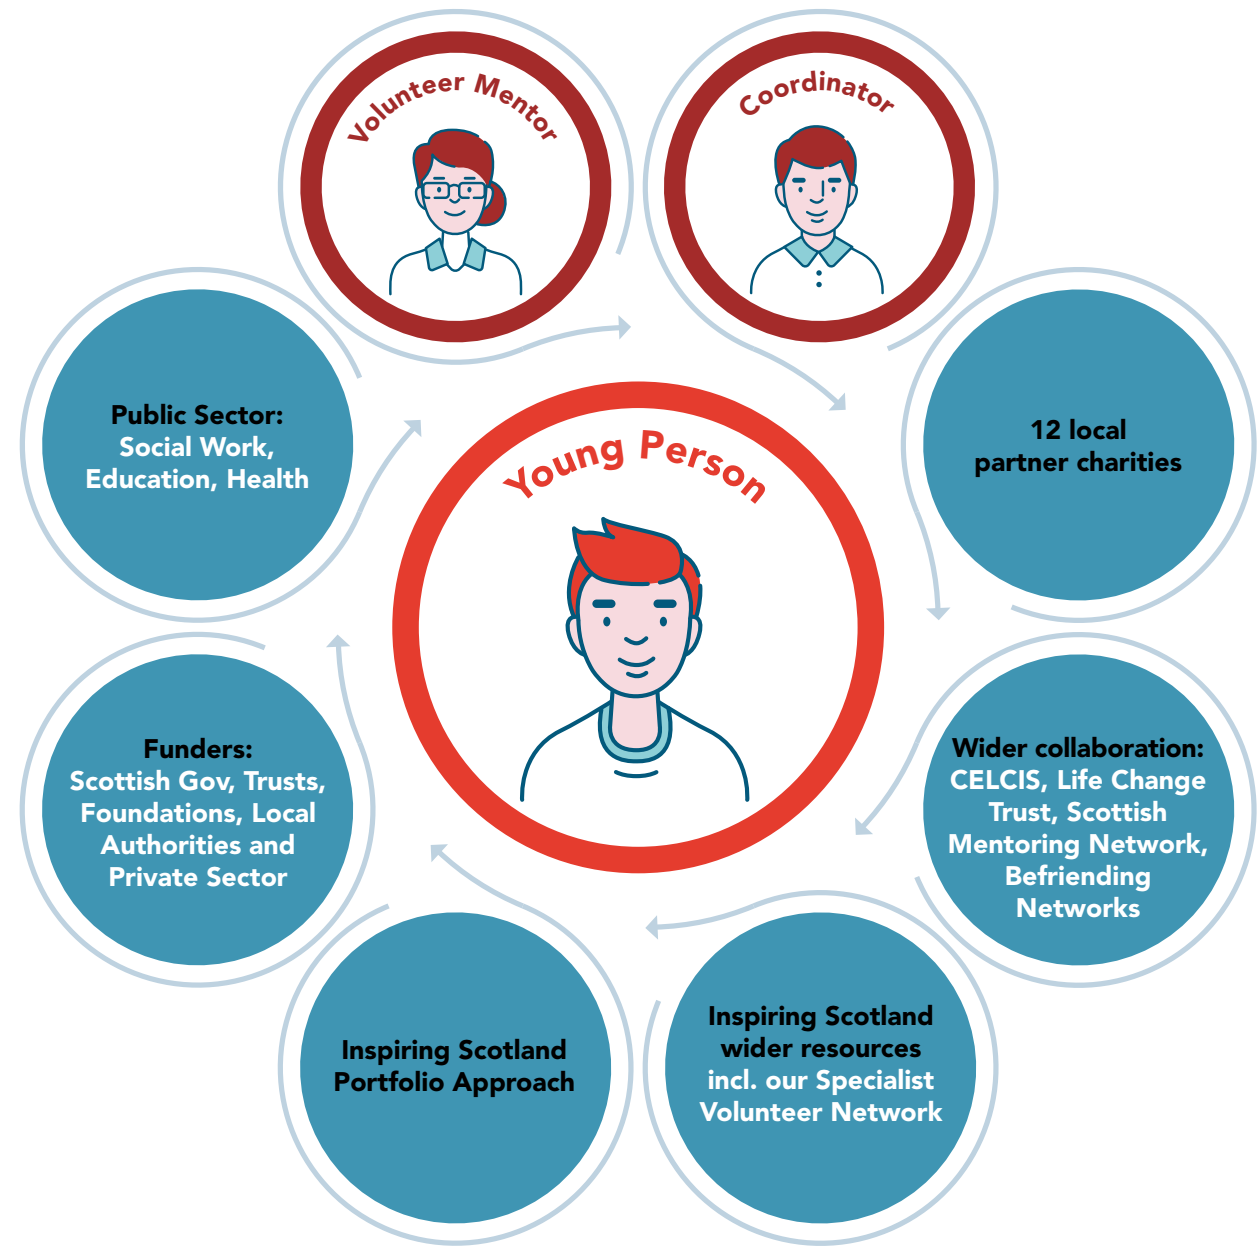 Volunteer Mentor
Coordinator
Public Sector:
Social Work,
Education, Health
12 local
partner charities
Young Person
Funders:
Scottish Gov, Trusts,
Foundations, Local
Authorities and
Private Sector
Wider collaboration:
CELCIS, Life Change
Trust, Scottish
Mentoring Network,
Befriending
Networks
Inspiring Scotland
Portfolio Approach
Inspiring Scotland
wider resources
incl. our Specialist
Volunteer Network